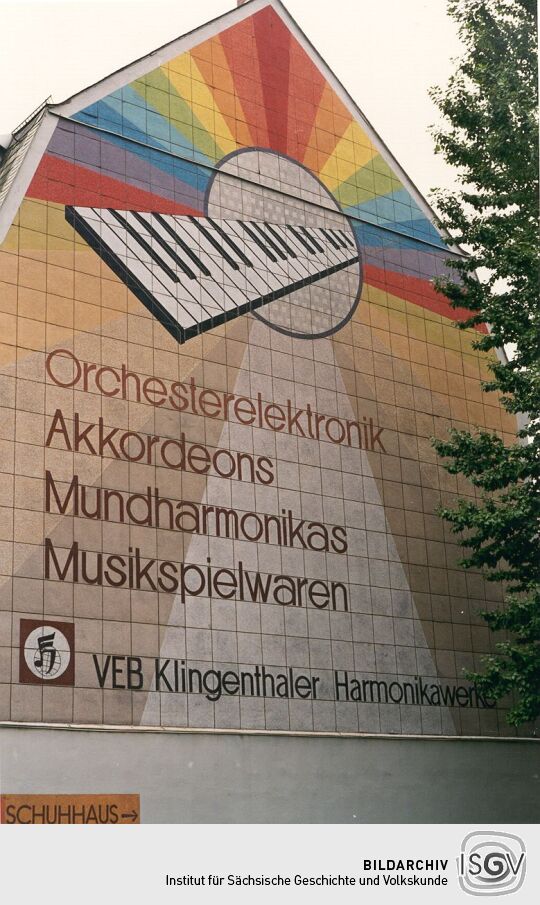 Orchesterelektronik
Akkordeons
Mundharmonikas
Musikspielwaren
VEB Klingenthaler Harmonikawerke
SCHUHHAUS→
BILDARCHIV
Institut für Sächsische Geschichte und Volkskunde
ISGV